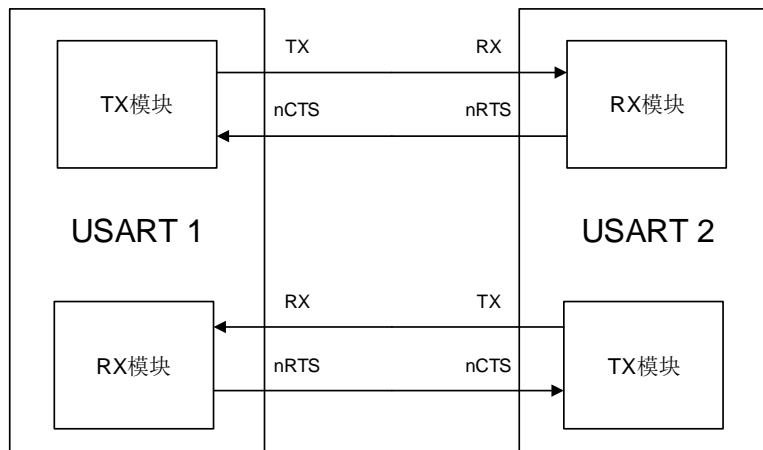 TX RX
TX模块 RX模块
nCTS nRTS
USART 1 USART 2
RX TX
RX模块 TX模块
nRTS nCTS